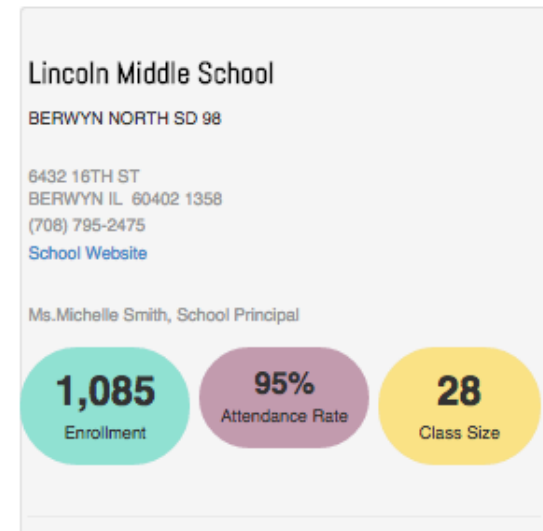 Lincoln Middle School
BERWYN NORTH SD 98
6432 16TH ST
BERWYN IL 60402 1358
(708) 795-2475
School Website
Ms.Michelle Smith, School Principal
1,085
Enrollment
95%
Attendance Rate
28
Class Size